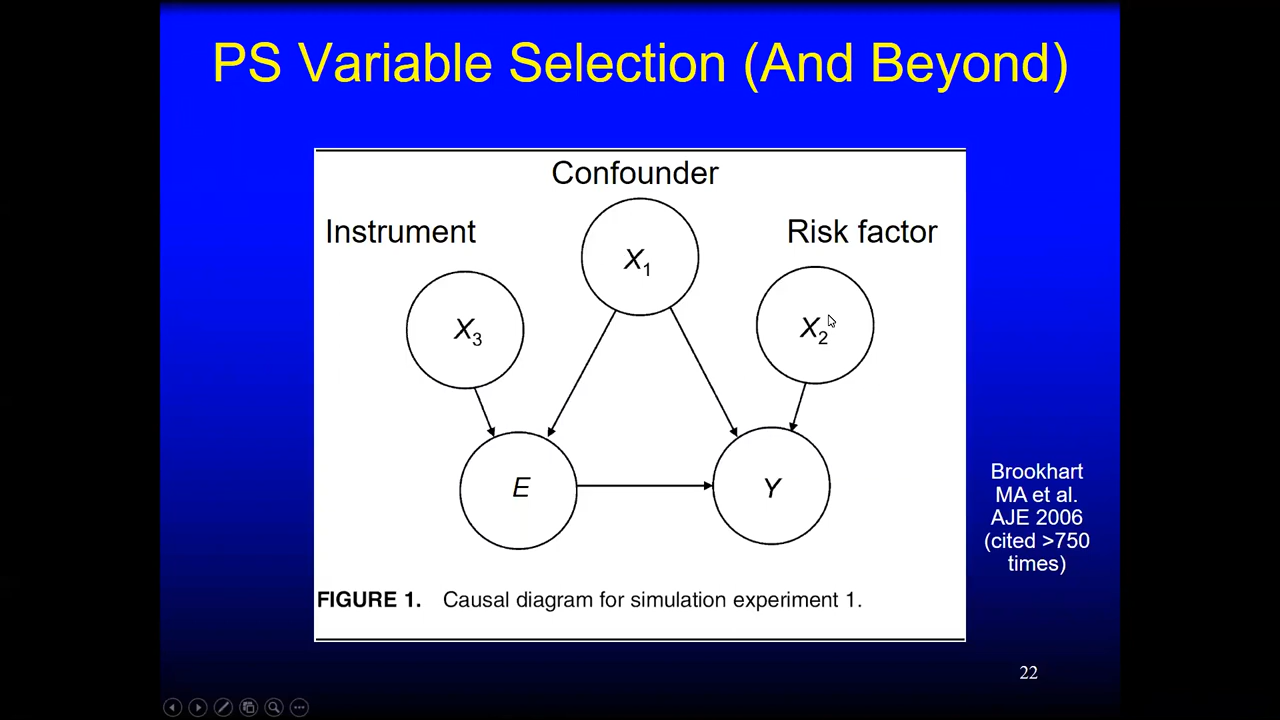 PS Variable Selection (And Beyond)
Confounder
Instrument
Risk factor
X1
X3
X2
E
Y
Brookhart
MA et al.
AJE 2006
(cited >750
times)
FIGURE 1. Causal diagram for simulation experiment 1.
22